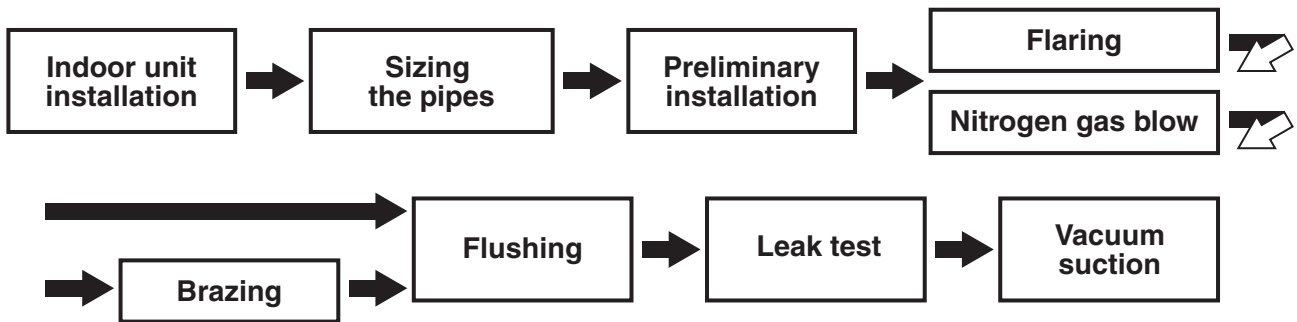 Indoor unit
installation
Sizing
the pipes
Preliminary
installation
Flaring
Nitrogen gas blow
Brazing
Flushing
Leak test
Vacuum
suction